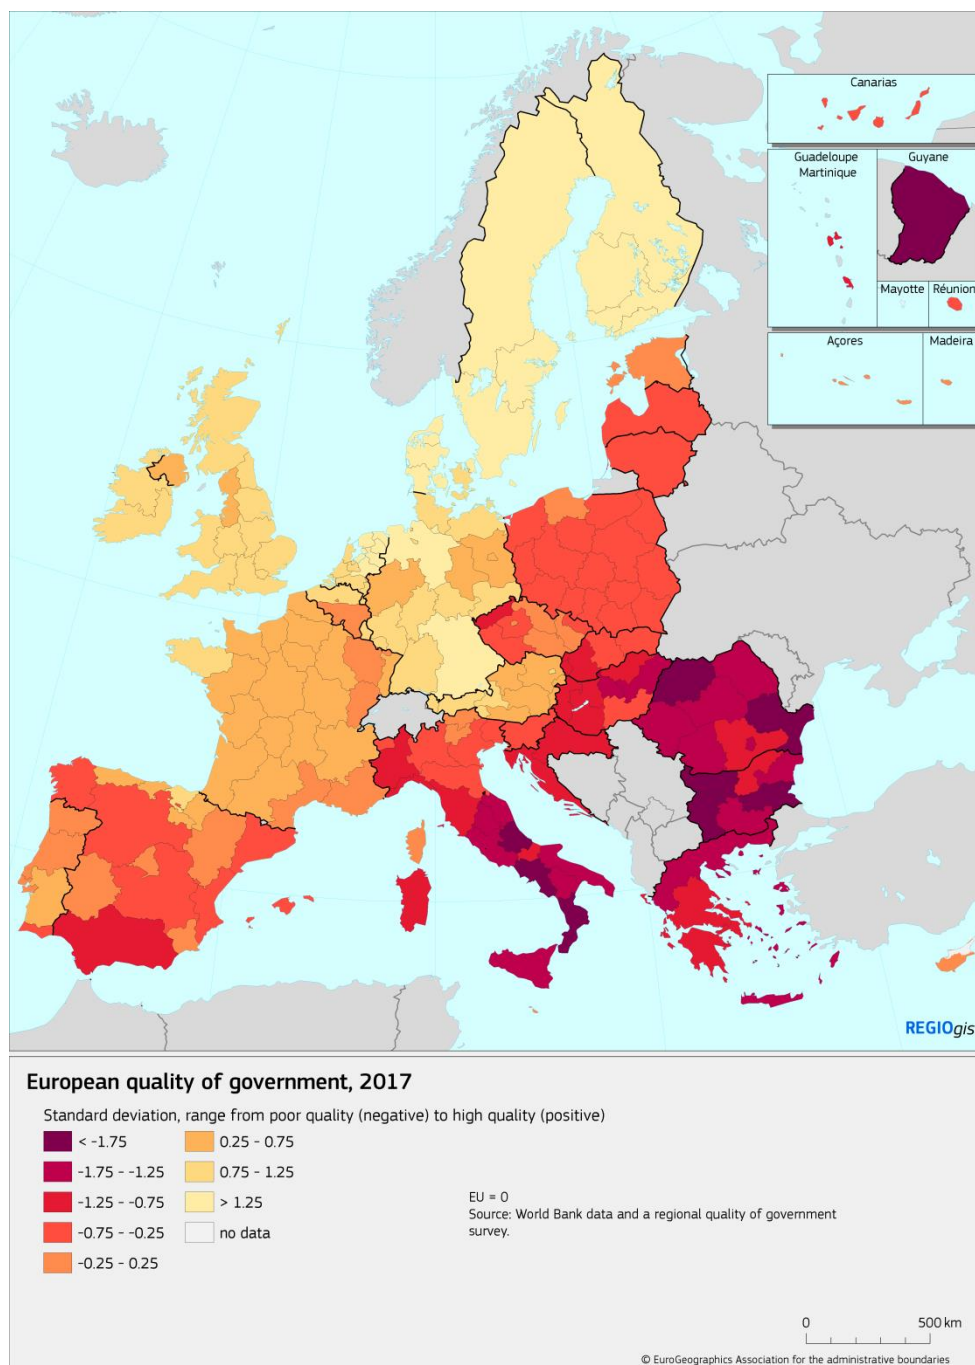 Canarias
Guadeloupe
Martinique
Guyane
Mayotte
Réunion
Açores
Madeira
REGIOgis
European quality of government, 2017
Standard deviation, range from poor quality (negative) to high quality (positive)
< -1.75
-1.75 - -1.25
-1.25 - -0.75
-0.75 - -0.25
-0.25 - 0.25
0.25 - 0.75
0.75 - 1.25
> 1.25
no data
EU = 0
Source: World Bank data and a regional quality of government
survey.
0 500 km
© EuroGeographics Association for the administrative boundaries